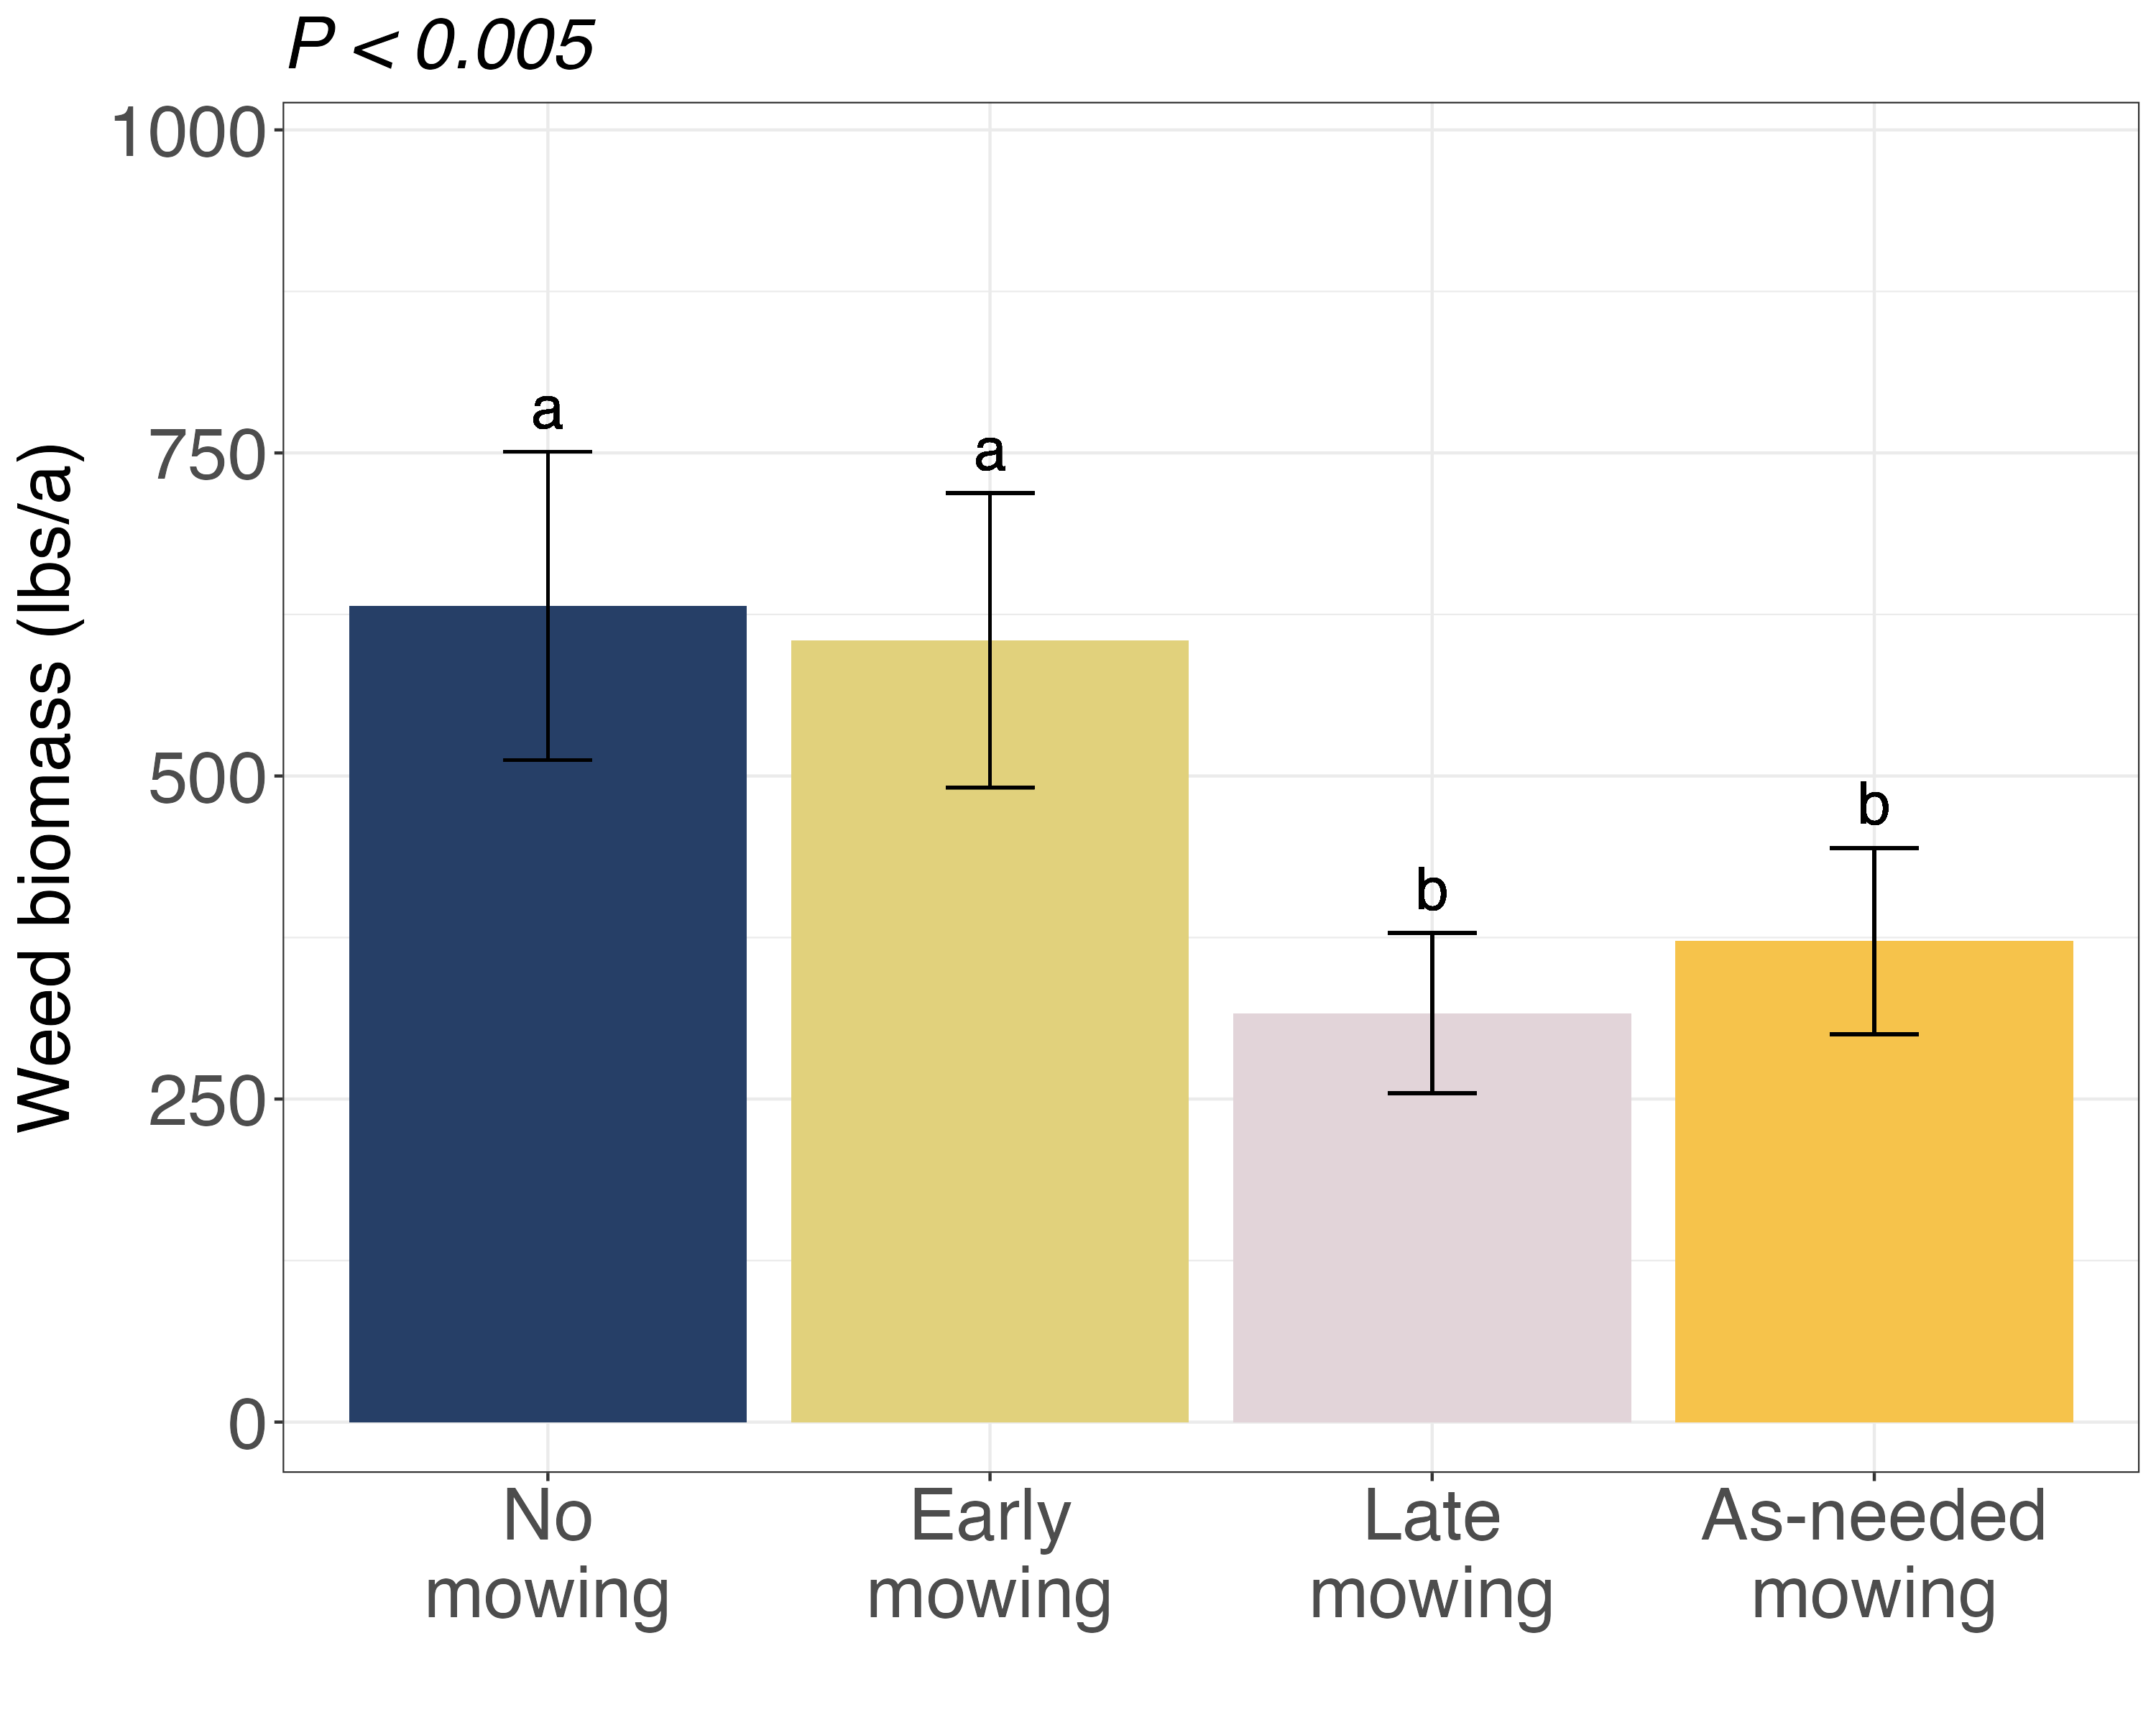 P < 0.005
Weed biomass (lbs/a)
1000
750
500
250
0
a
a
b
b
No
mowing
Early
mowing
Late
mowing
As-needed
mowing